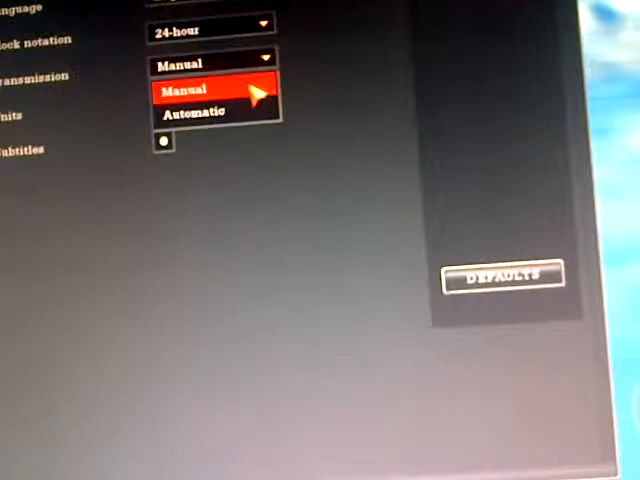 anguage
lock notation
24-hour
ransmission
Manual
Manual
nits
Automatic
ubtitles
DEFAULTS